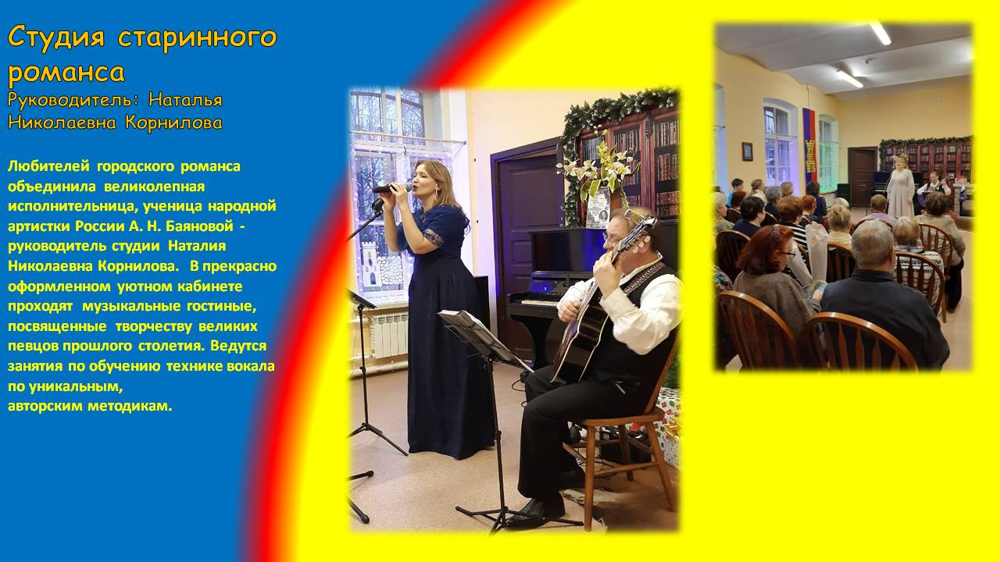 Студия старинного
романса
Руководитель: Наталья
Николаевна Корнилова
Любителей городского романса
объединила великолепная
исполнительница, ученица народной
артистки России А. Н. Баяновой -
руководитель студии Наталия
Николаевна Корнилова. В прекрасно
оформленном уютном кабинете
проходят музыкальные гостиные,
посвященные творчеству великих
певцов прошлого столетия. Ведутся
занятия по обучению технике вокала
по уникальным,
авторским методикам.